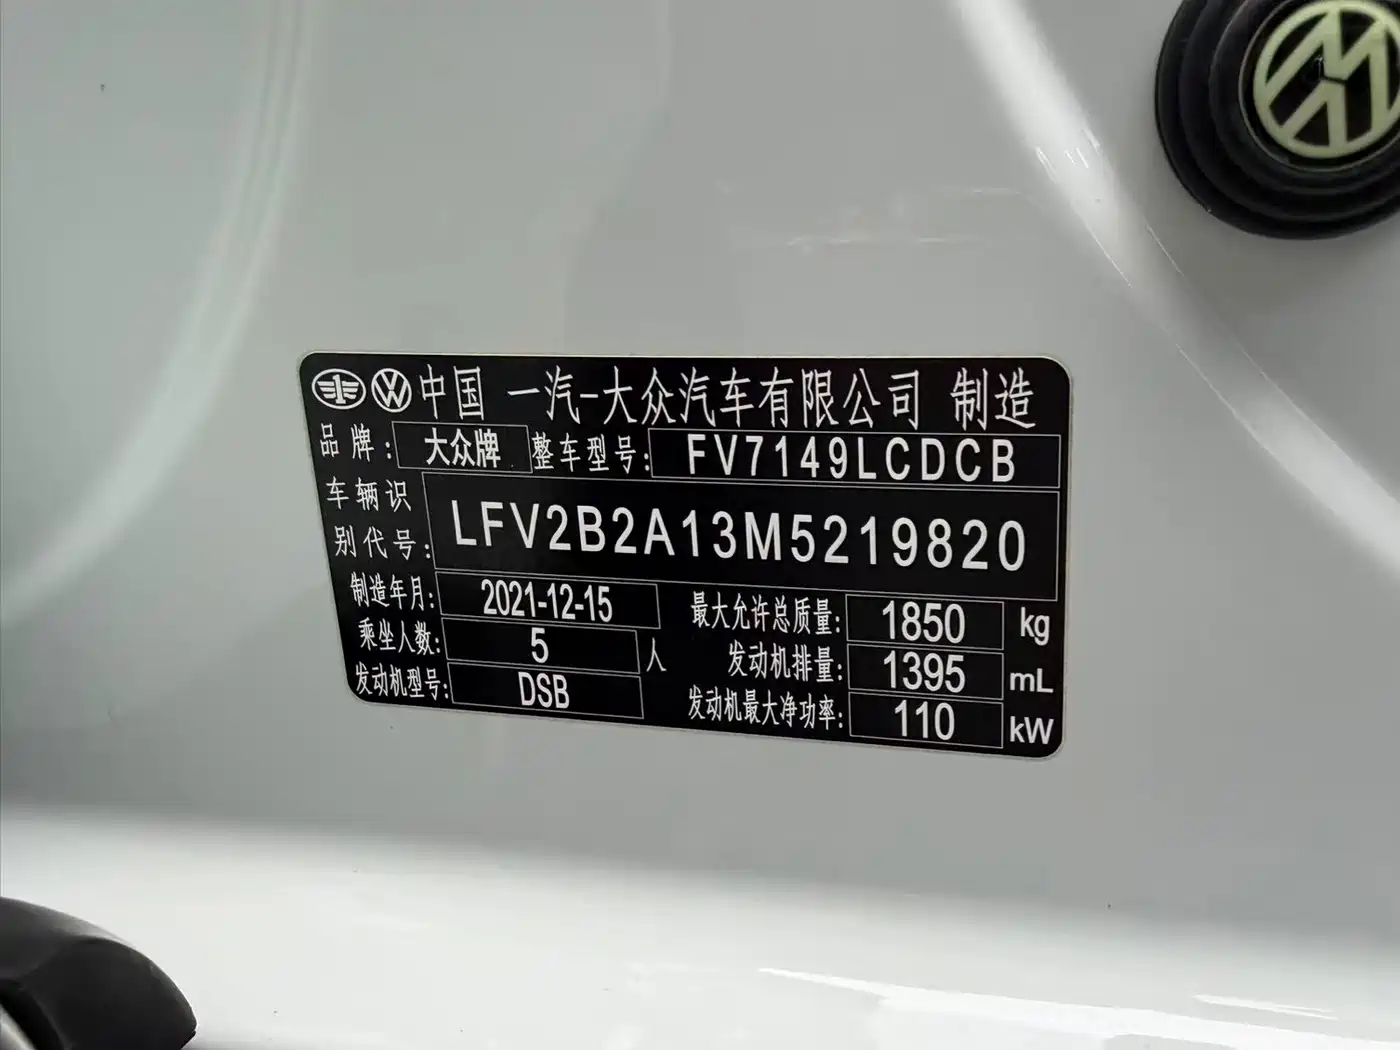 中国 一汽-大众汽车有限公司 制造
品牌: 大众牌 整车型号: FV7149LCDCB
车辆识别代号: LFV2B2A13M5219820
制造年月: 2021-12-15 最大允许总质量: 1850 kg
乘坐人数: 5 人 发动机排量: 1395 mL
发动机型号: DSB 发动机最大净功率: 110 kW